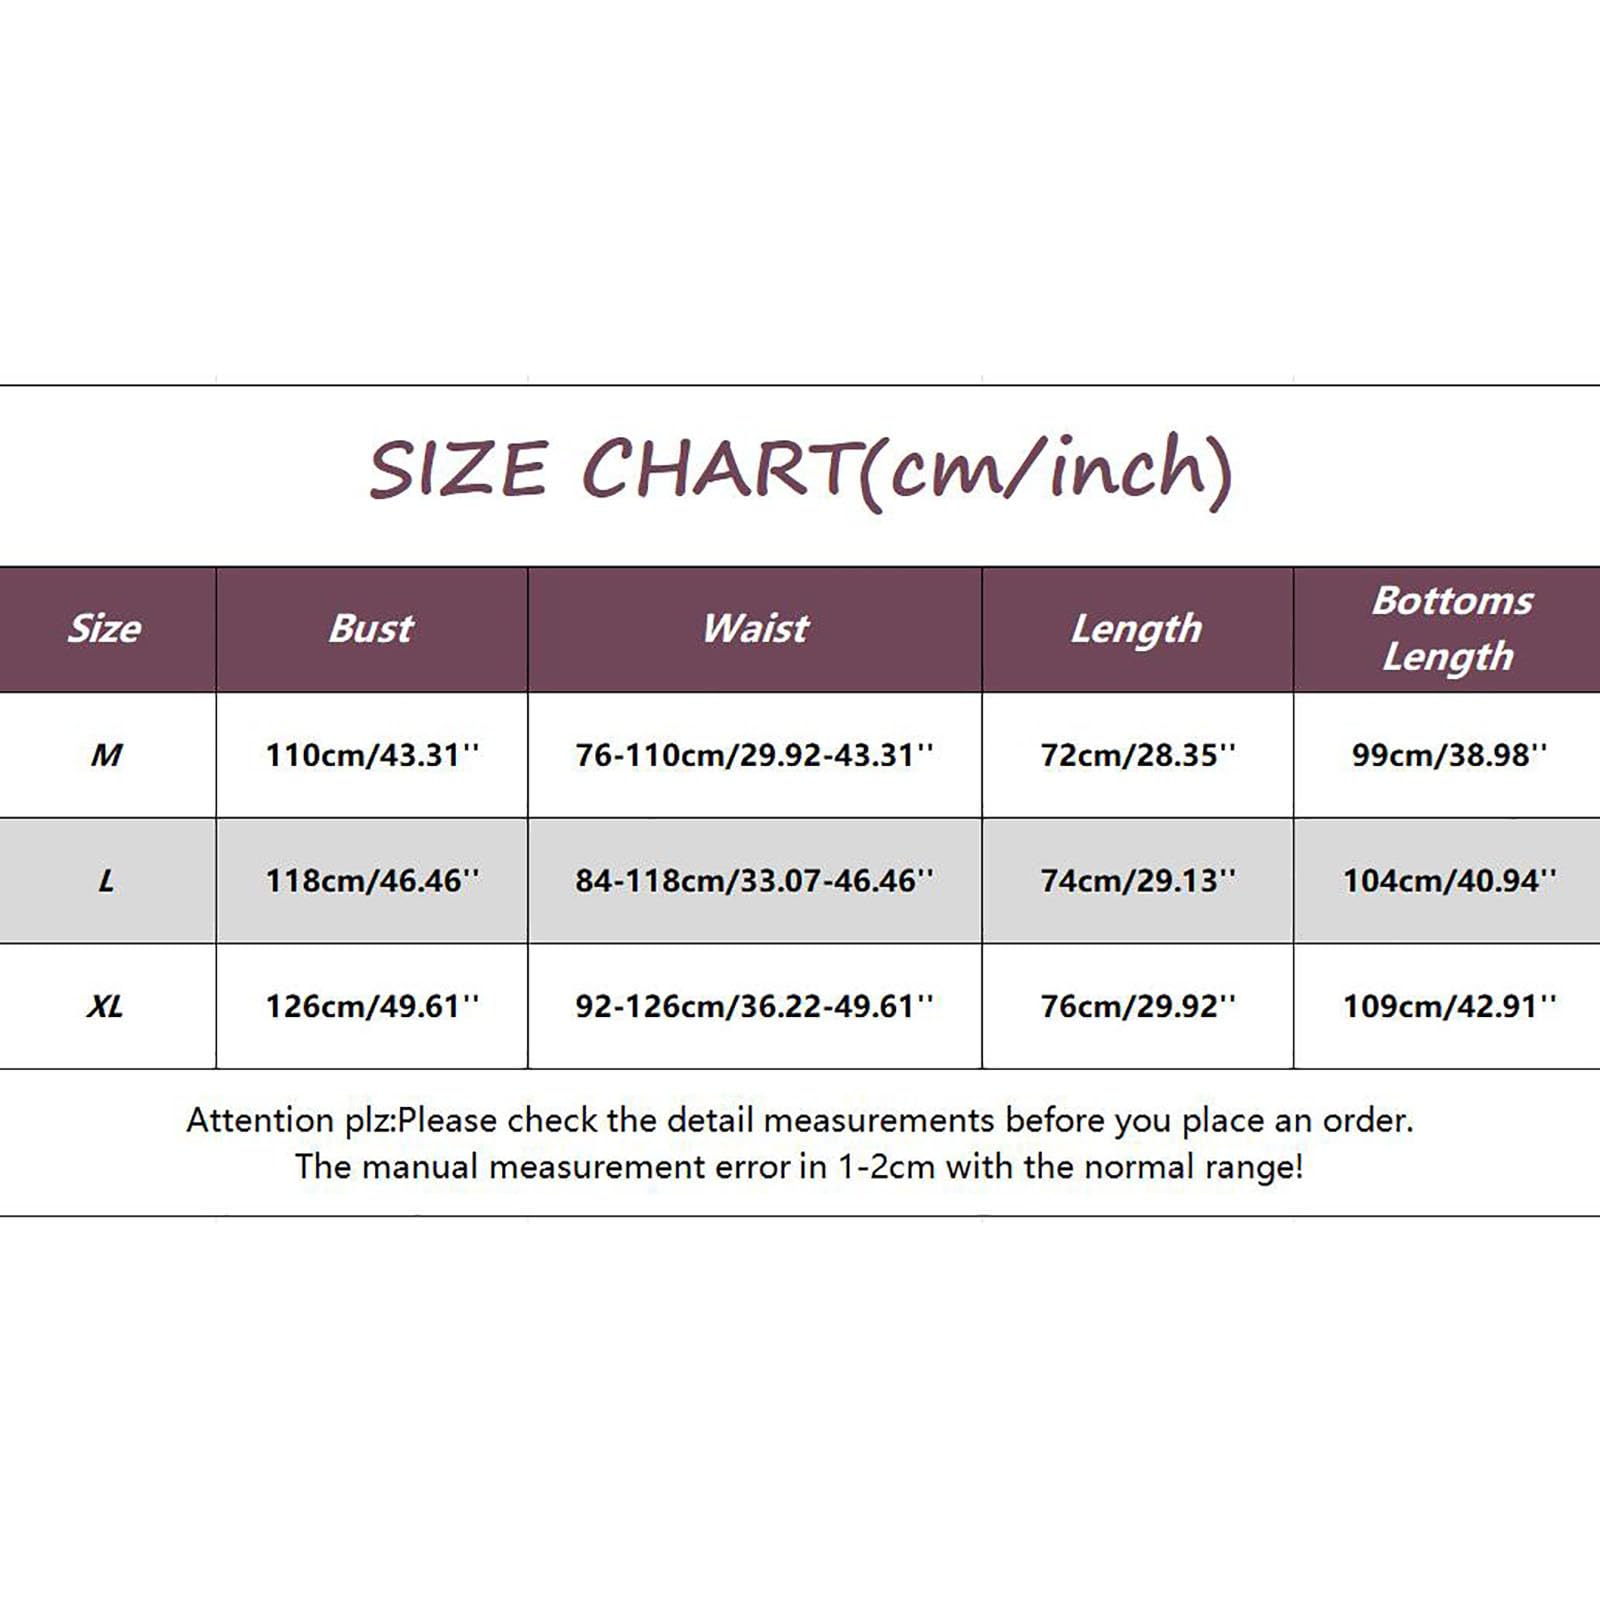 SIZE CHART(cm/inch)
Size Bust Waist Length Bottoms Length
M 110cm/43.31'' 76-110cm/29.92-43.31'' 72cm/28.35'' 99cm/38.98''
L 118cm/46.46'' 84-118cm/33.07-46.46'' 74cm/29.13'' 104cm/40.94''
XL 126cm/49.61'' 92-126cm/36.22-49.61'' 76cm/29.92'' 109cm/42.91''
Attention plz:Please check the detail measurements before you place an order.
The manual measurement error in 1-2cm with the normal range!